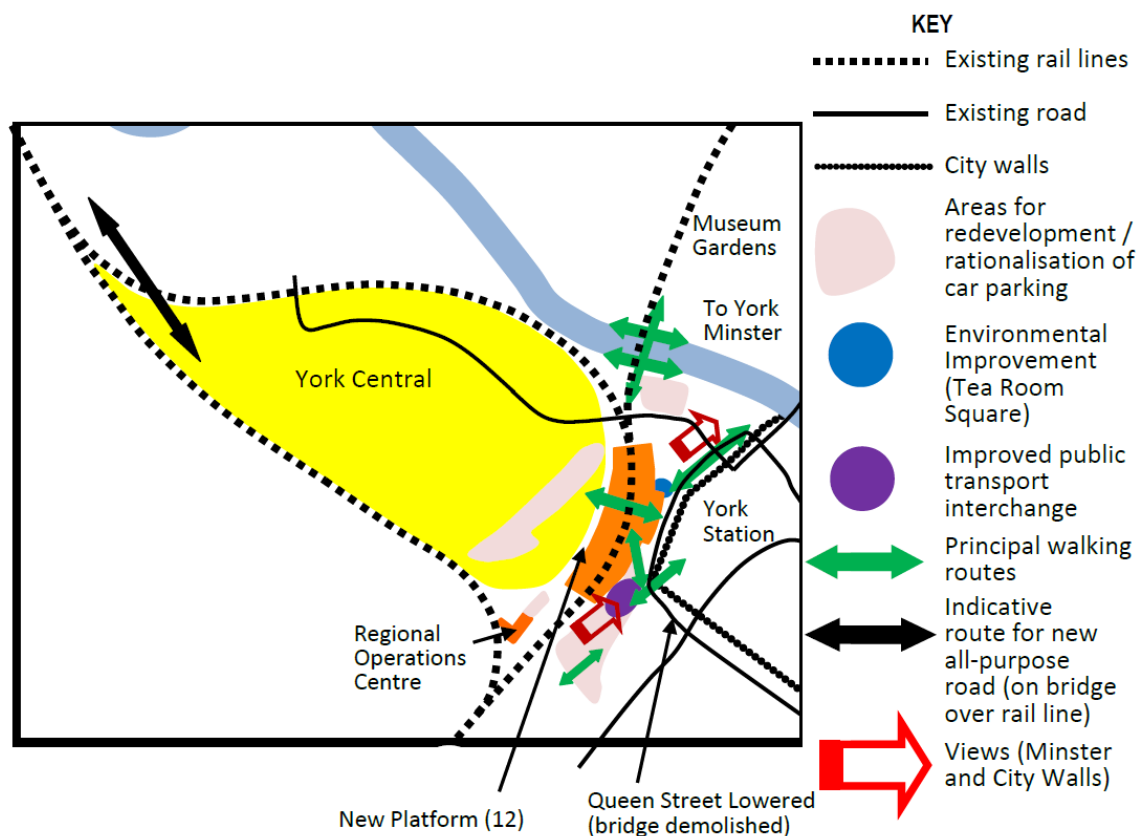 KEY
Existing rail lines
Existing road
City walls
Areas for
redevelopment /
rationalisation of
car parking
Environmental
Improvement
(Tea Room
Square)
Improved public
transport
interchange
Principal walking
routes
Indicative
route for new
all-purpose
road (on bridge
over rail line)
Views (Minster
and City Walls)
Museum
Gardens
To York
Minster
York Central
York
Station
Regional
Operations
Centre
New Platform (12)
Queen Street Lowered
(bridge demolished)